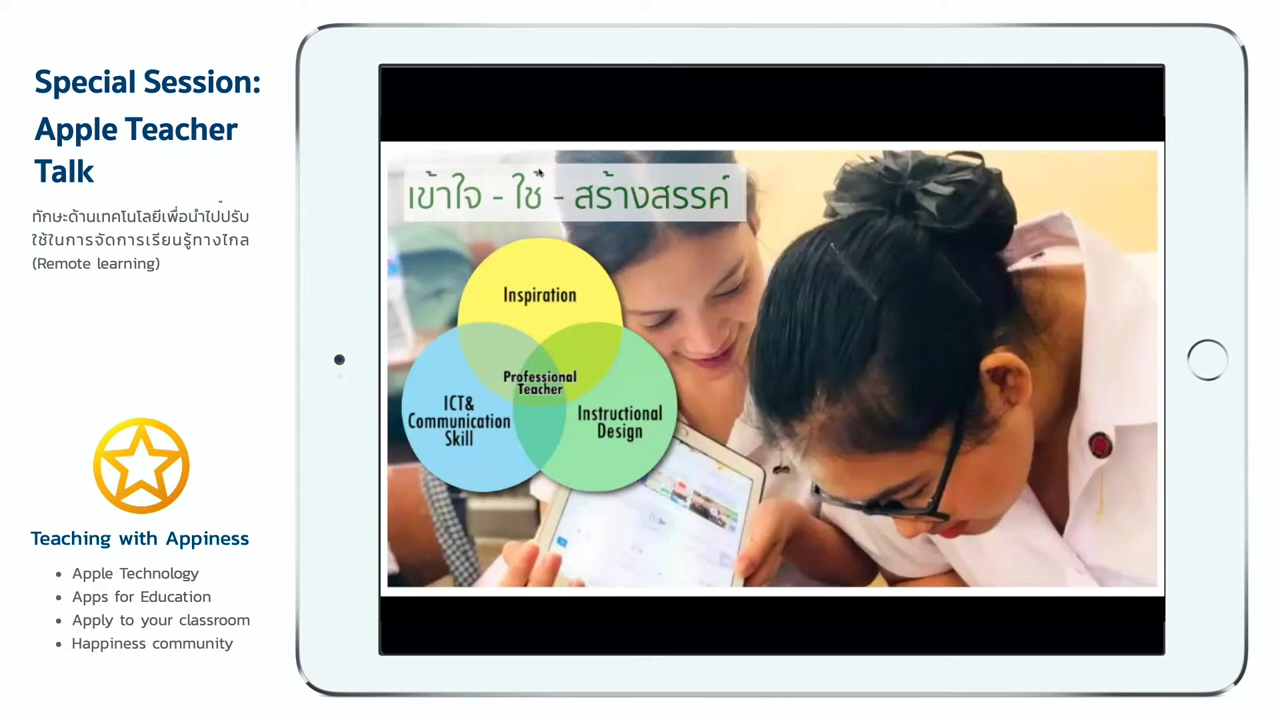 Special Session:
Apple Teacher
Talk
ทักษะด้านเทคโนโลยีเพื่อนำไปปรับ
ใช้ในการจัดการเรียนรู้ทางไกล
(Remote learning)
Teaching with Appiness
• Apple Technology
• Apps for Education
• Apply to your classroom
• Happiness community
เข้าใจ - ใช้ - สร้างสรรค์
Inspiration
Professional
Teacher
ICT&
Communication
Skill
Instructional
Design